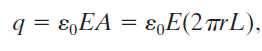 q = ε₀EA = ε₀E(2πrL),